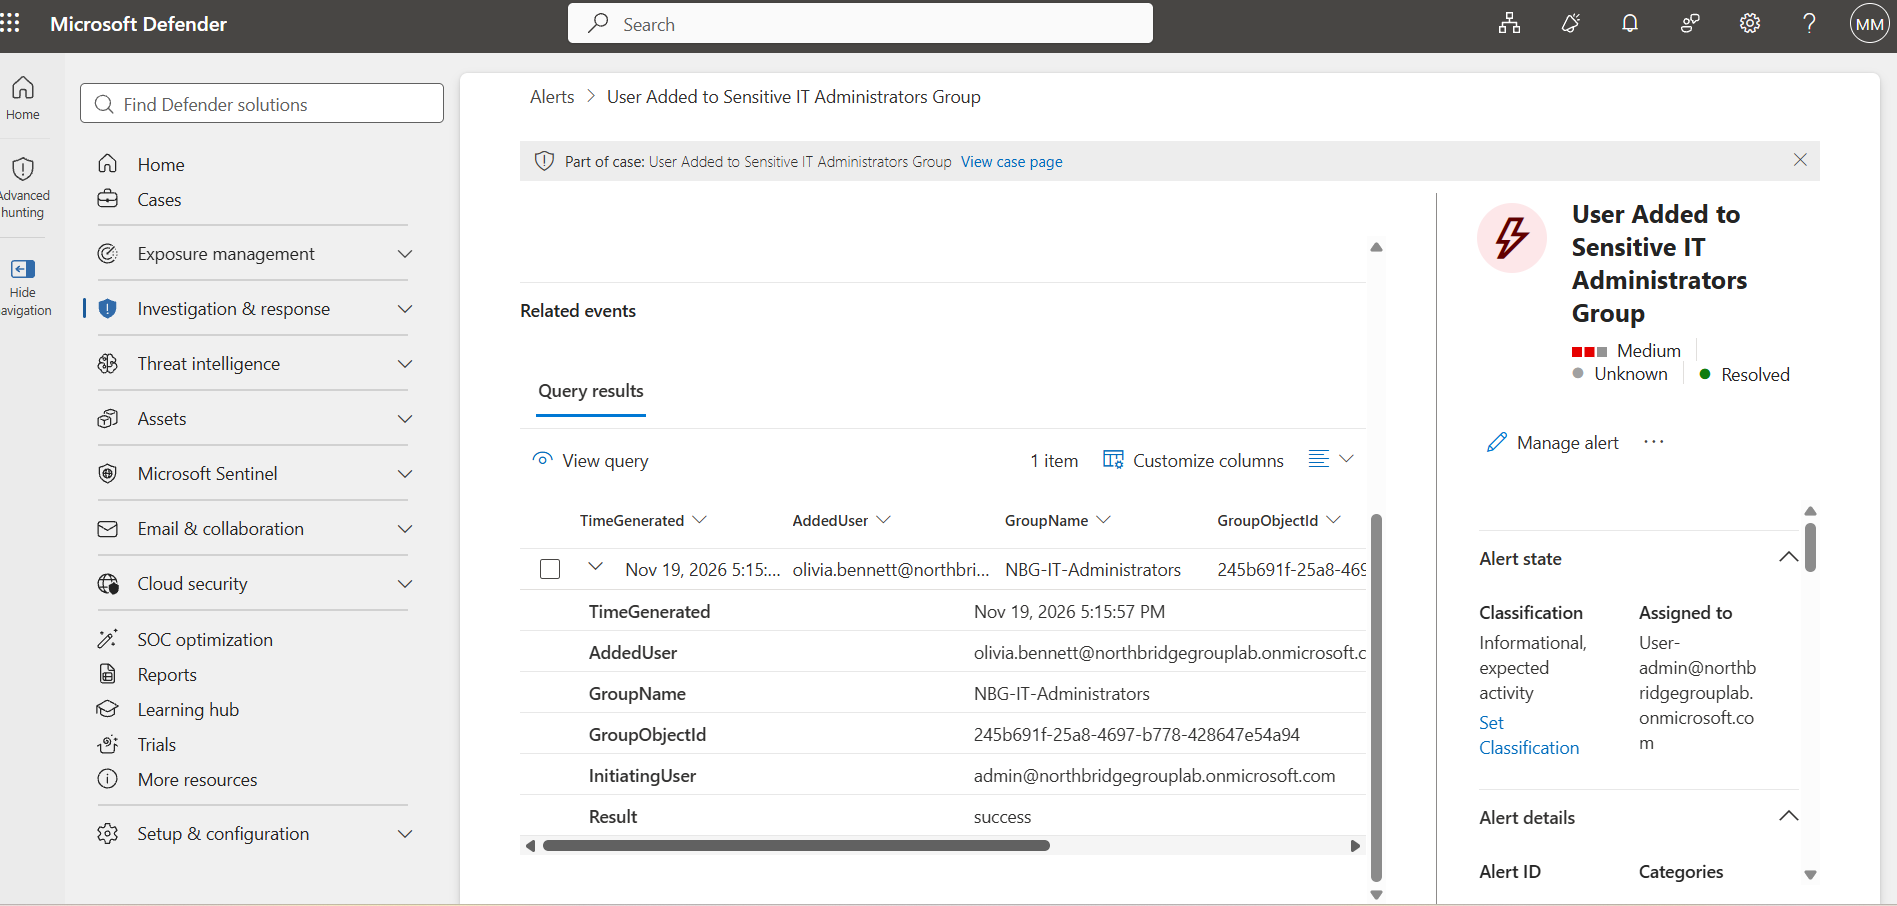 Microsoft Defender
Search
MM
Home
Advanced
hunting
Hide
navigation
Find Defender solutions
Home
Cases
Exposure management
Investigation & response
Threat intelligence
Assets
Microsoft Sentinel
Email & collaboration
Cloud security
SOC optimization
Reports
Learning hub
Trials
More resources
Setup & configuration
Alerts > User Added to Sensitive IT Administrators Group
Part of case: User Added to Sensitive IT Administrators Group View case page
Related events
Query results
View query
1 item
Customize columns
TimeGenerated AddedUser GroupName GroupObjectId
Nov 19, 2026 5:15:... olivia.bennett@northbri... NBG-IT-Administrators 245b691f-25a8-469
TimeGenerated Nov 19, 2026 5:15:57 PM
AddedUser olivia.bennett@northbridgegrouplab.onmicrosoft.c
GroupName NBG-IT-Administrators
GroupObjectId 245b691f-25a8-4697-b778-428647e54a94
InitiatingUser admin@northbridgegrouplab.onmicrosoft.com
Result success
User Added to
Sensitive IT
Administrators
Group
Medium
Unknown
Resolved
Manage alert ...
Alert state
Classification
Informational,
expected
activity
Set
Classification
Assigned to
User-
admin@northb
ridgegrouplab.
onmicrosoft.co
m
Alert details
Alert ID
Categories